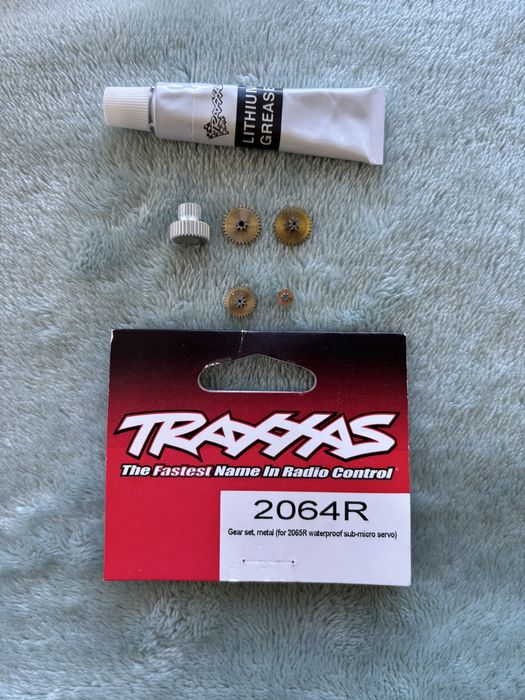 TRAXXAS
LITHIUM
GREASE
TRAXXAS
The Fastest Name In Radio Control
2064R
Gear set, metal (for 2065R waterproof sub-micro servo)